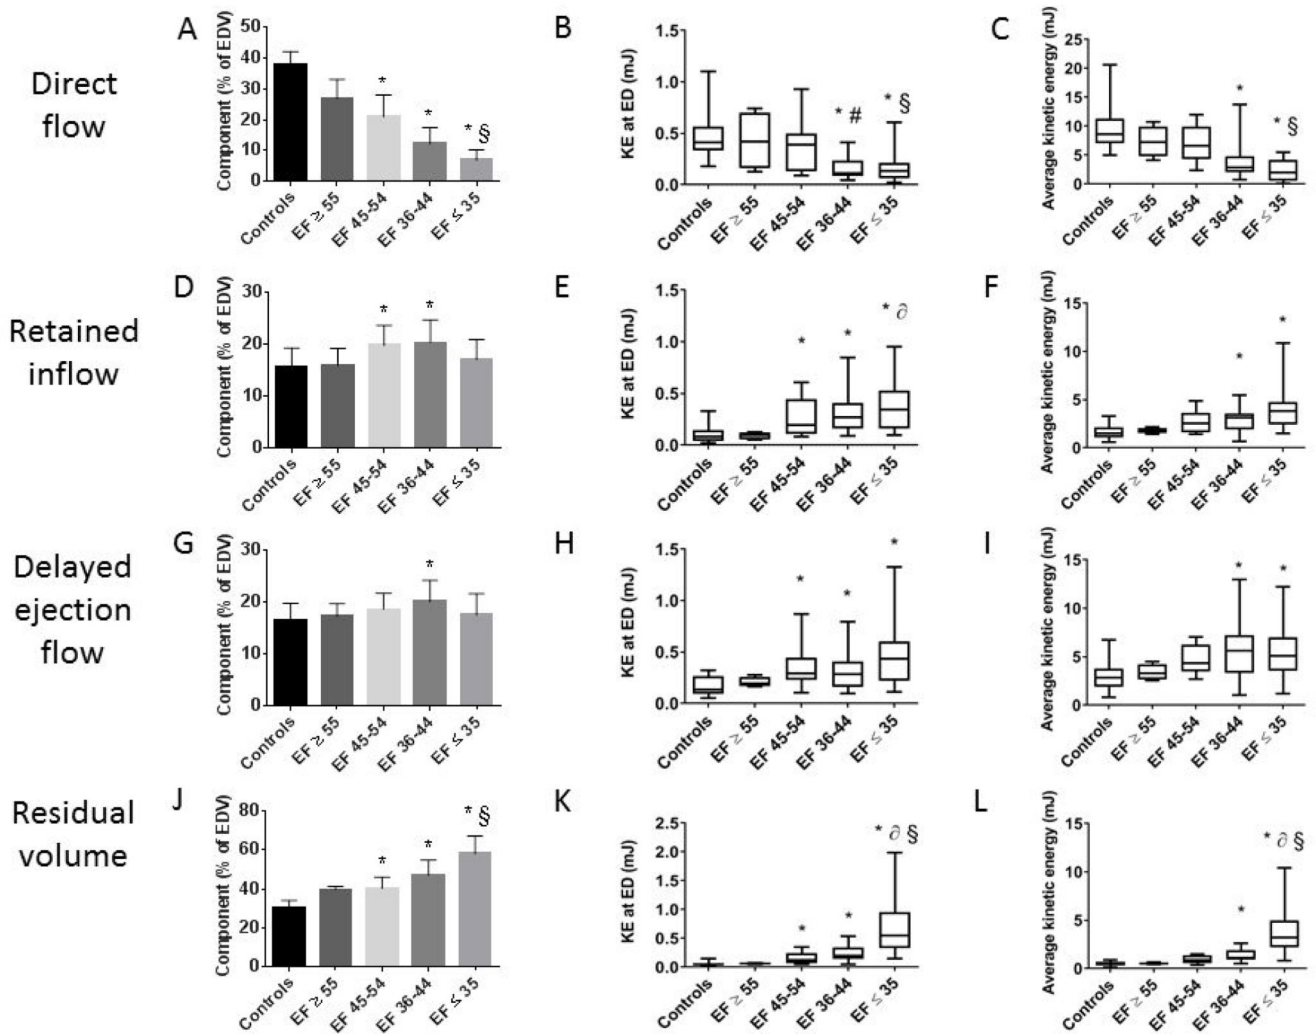 Direct
flow
A
Component (% of EDV)
50
40
30
20
10
0
*
*
* §
Controls
EF ≥ 55
EF 45-54
EF 36-44
EF ≤ 35
B
KE at ED (mJ)
1.5
1.0
0.5
0.0
* #
* §
Controls
EF ≥ 55
EF 45-54
EF 36-44
EF ≤ 35
C
Average kinetic energy (mJ)
25
20
15
10
5
0
*
* §
Controls
EF ≥ 55
EF 45-54
EF 36-44
EF ≤ 35
Retained
inflow
D
Component (% of EDV)
30
20
10
0
*
*
Controls
EF ≥ 55
EF 45-54
EF 36-44
EF ≤ 35
E
KE at ED (mJ)
1.5
1.0
0.5
0.0
*
*
* ∂
Controls
EF ≥ 55
EF 45-54
EF 36-44
EF ≤ 35
F
Average kinetic energy (mJ)
15
10
5
0
*
*
Controls
EF ≥ 55
EF 45-54
EF 36-44
EF ≤ 35
Delayed
ejection
flow
G
Component (% of EDV)
30
20
10
0
*
Controls
EF ≥ 55
EF 45-54
EF 36-44
EF ≤ 35
H
KE at ED (mJ)
1.5
1.0
0.5
0.0
*
*
*
Controls
EF ≥ 55
EF 45-54
EF 36-44
EF ≤ 35
I
Average kinetic energy (mJ)
15
10
5
0
*
*
Controls
EF ≥ 55
EF 45-54
EF 36-44
EF ≤ 35
Residual
volume
J
Component (% of EDV)
80
60
40
20
0
*
*
* §
Controls
EF ≥ 55
EF 45-54
EF 36-44
EF ≤ 35
K
KE at ED (mJ)
2.5
2.0
1.5
1.0
0.5
0.0
*
*
* ∂ §
Controls
EF ≥ 55
EF 45-54
EF 36-44
EF ≤ 35
L
Average kinetic energy (mJ)
15
10
5
0
*
* ∂ §
Controls
EF ≥ 55
EF 45-54
EF 36-44
EF ≤ 35